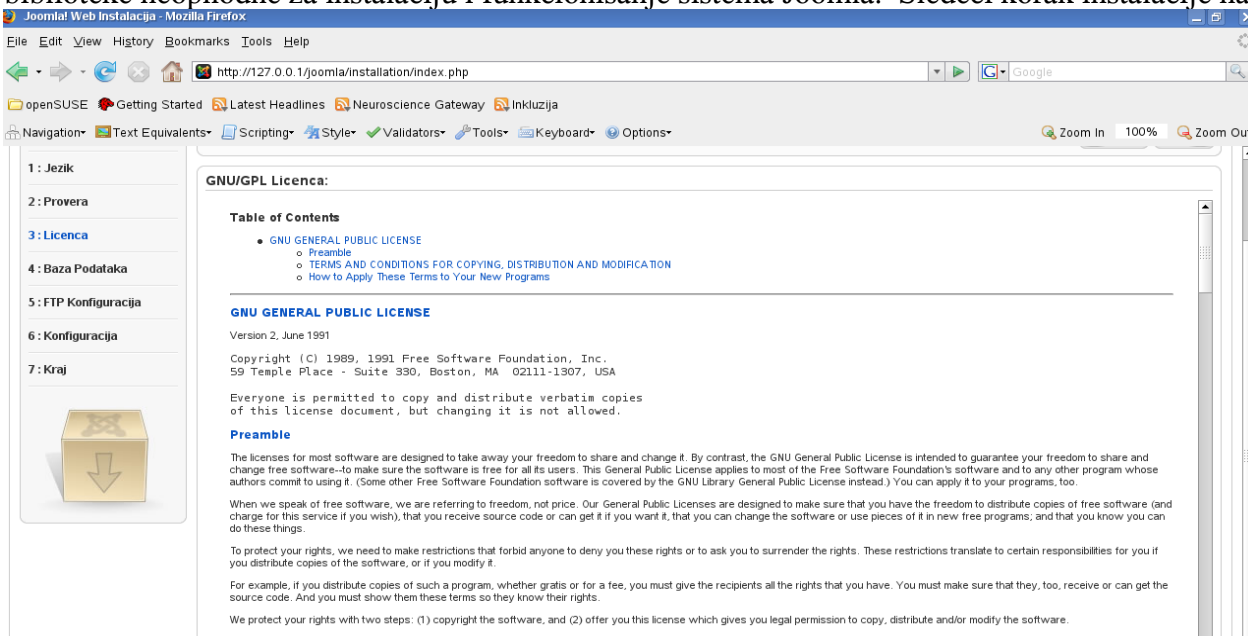 biblioteke neophodne za instalaciju i funkcionisanje sistema Joomla! Sledeći korak instalacije na
Joomla! Web Instalacija - Mozilla Firefox
File Edit View History Bookmarks Tools Help
http://127.0.0.1/joomla/installation/index.php
G Google
openSUSE Getting Started Latest Headlines Neuroscience Gateway Inkluzija
Navigation Text Equivalents Scripting Style Validators Tools Keyboard Options Zoom In 100% Zoom Out
1 : Jezik
2 : Provera
3 : Licenca
4 : Baza Podataka
5 : FTP Konfiguracija
6 : Konfiguracija
7 : Kraj
GNU/GPL Licenca:
Table of Contents
GNU GENERAL PUBLIC LICENSE
Preamble
TERMS AND CONDITIONS FOR COPYING, DISTRIBUTION AND MODIFICATION
How to Apply These Terms to Your New Programs
GNU GENERAL PUBLIC LICENSE
Version 2, June 1991
Copyright (C) 1989, 1991 Free Software Foundation, Inc.
59 Temple Place - Suite 330, Boston, MA 02111-1307, USA
Everyone is permitted to copy and distribute verbatim copies
of this license document, but changing it is not allowed.
Preamble
The licenses for most software are designed to take away your freedom to share and change it. By contrast, the GNU General Public License is intended to guarantee your freedom to share and
change free software--to make sure the software is free for all its users. This General Public License applies to most of the Free Software Foundation's software and to any other program whose
authors commit to using it. (Some other Free Software Foundation software is covered by the GNU Library General Public License instead.) You can apply it to your programs, too.
When we speak of free software, we are referring to freedom, not price. Our General Public Licenses are designed to make sure that you have the freedom to distribute copies of free software (and
charge for this service if you wish), that you receive source code or can get it if you want it, that you can change the software or use pieces of it in new free programs; and that you know you can
do these things.
To protect your rights, we need to make restrictions that forbid anyone to deny you these rights or to ask you to surrender the rights. These restrictions translate to certain responsibilities for you if
you distribute copies of the software, or if you modify it.
For example, if you distribute copies of such a program, whether gratis or for a fee, you must give the recipients all the rights that you have. You must make sure that they, too, receive or can get the
source code. And you must show them these terms so they know their rights.
We protect your rights with two steps: (1) copyright the software, and (2) offer you this license which gives you legal permission to copy, distribute and/or modify the software.